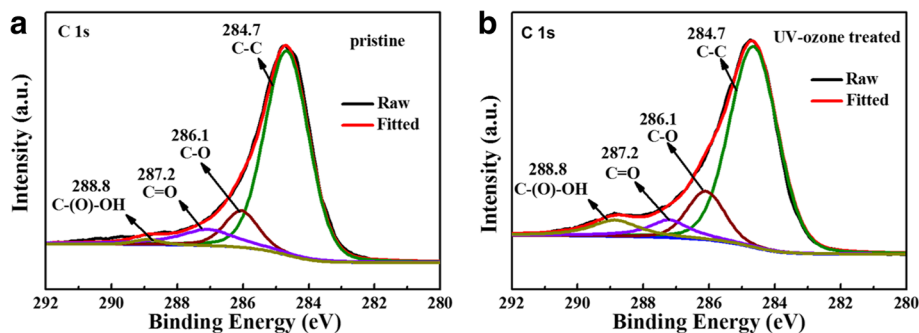 a
C 1s
284.7
C-C
pristine
Raw
Fitted
286.1
C-O
287.2
C=O
288.8
C-(O)-OH
Intensity (a.u.)
292 290 288 286 284 282 280
Binding Energy (eV)
b
C 1s
284.7
C-C
UV-ozone treated
Raw
Fitted
286.1
C-O
287.2
C=O
288.8
C-(O)-OH
Intensity (a.u.)
292 290 288 286 284 282 280
Binding Energy (eV)